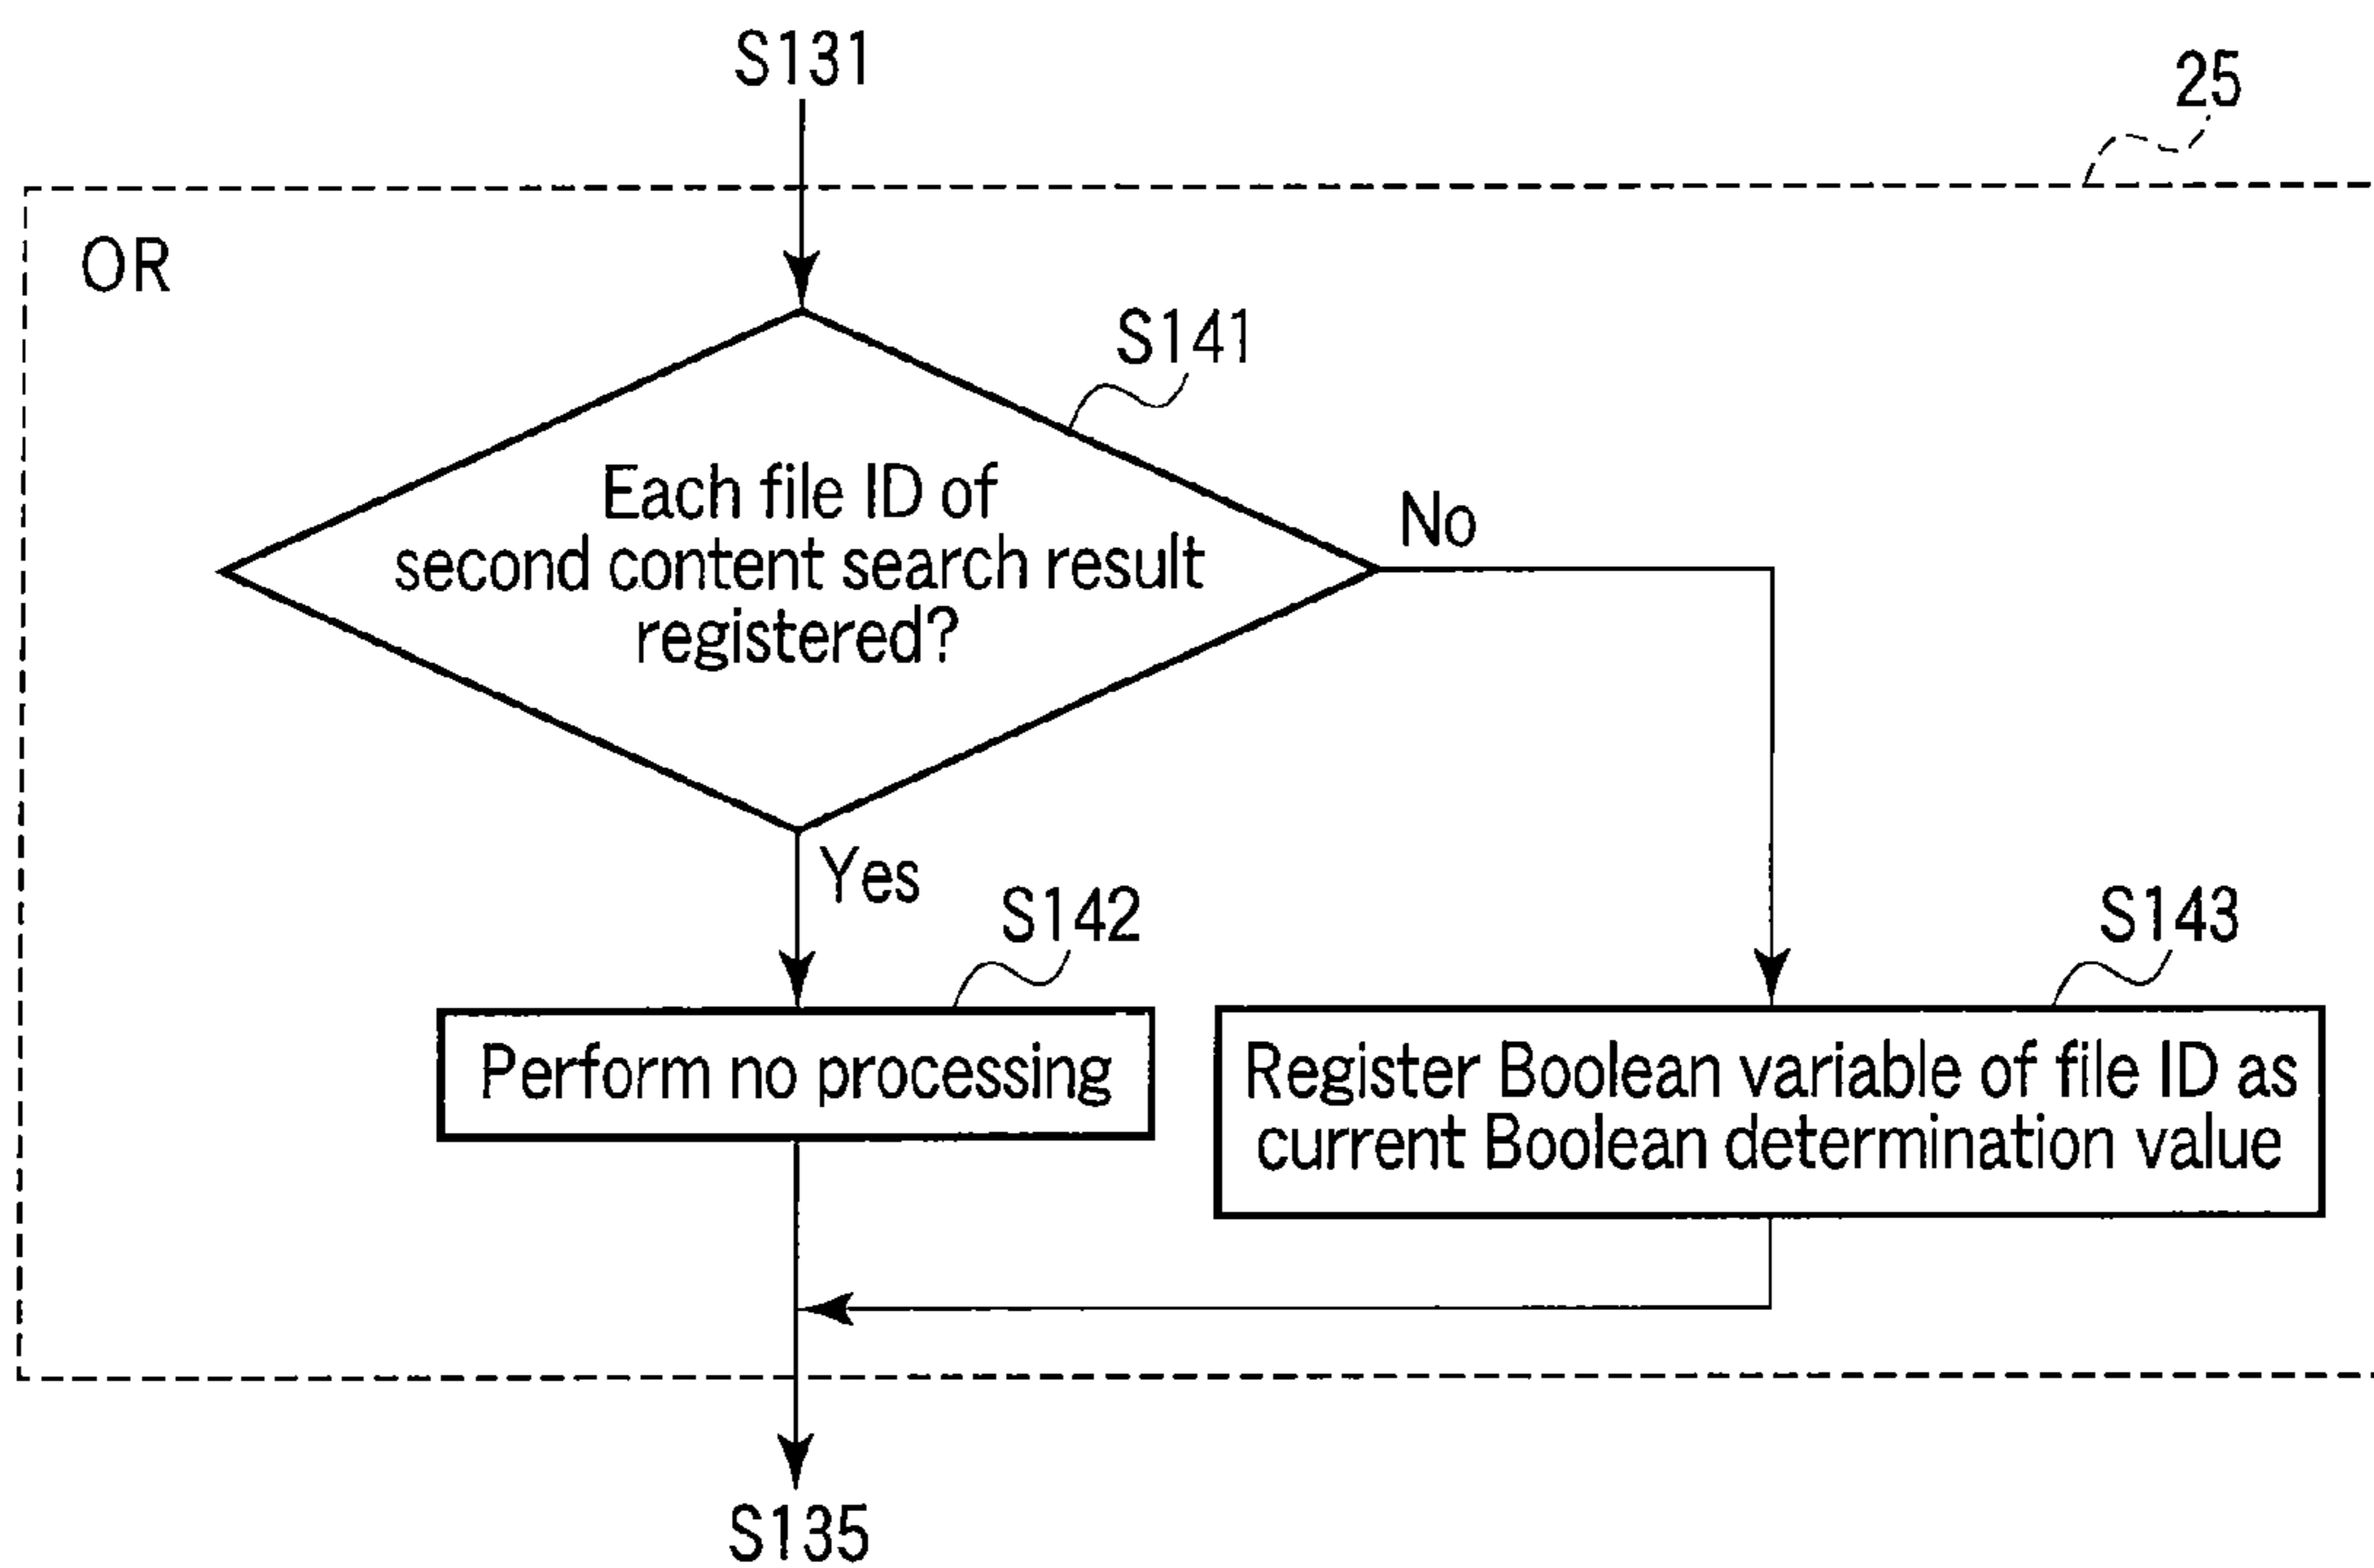 S131
25
OR
S141
Each file ID of
second content search result
registered?
No
Yes
S142
S143
Perform no processing
Register Boolean variable of file ID as
current Boolean determination value
S135